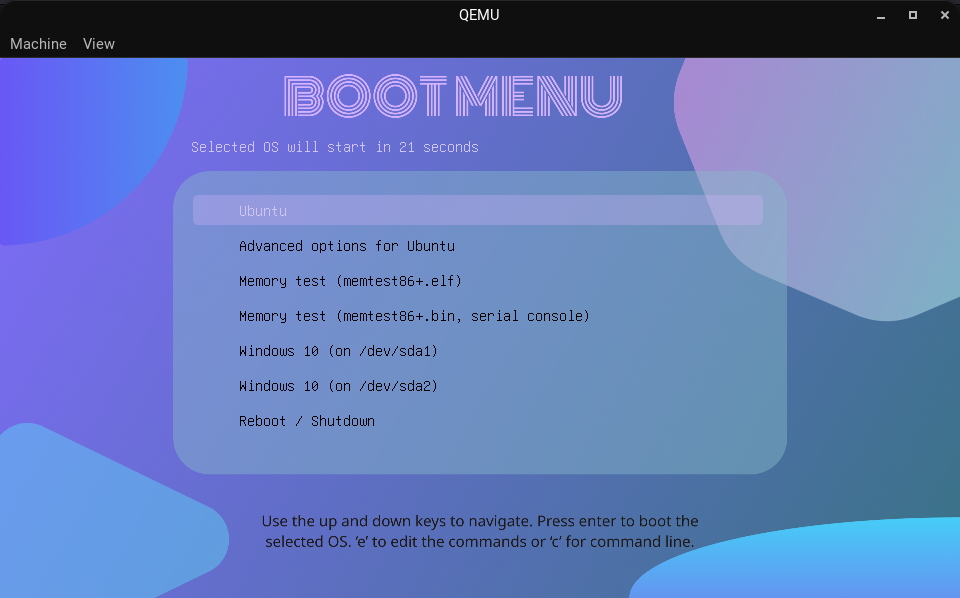 QEMU
Machine View
BOOT MENU
Selected OS will start in 21 seconds
Ubuntu
Advanced options for Ubuntu
Memory test (memtest86+.elf)
Memory test (memtest86+.bin, serial console)
Windows 10 (on /dev/sda1)
Windows 10 (on /dev/sda2)
Reboot / Shutdown
Use the up and down keys to navigate. Press enter to boot the
selected OS. ‘e’ to edit the commands or ‘c’ for command line.